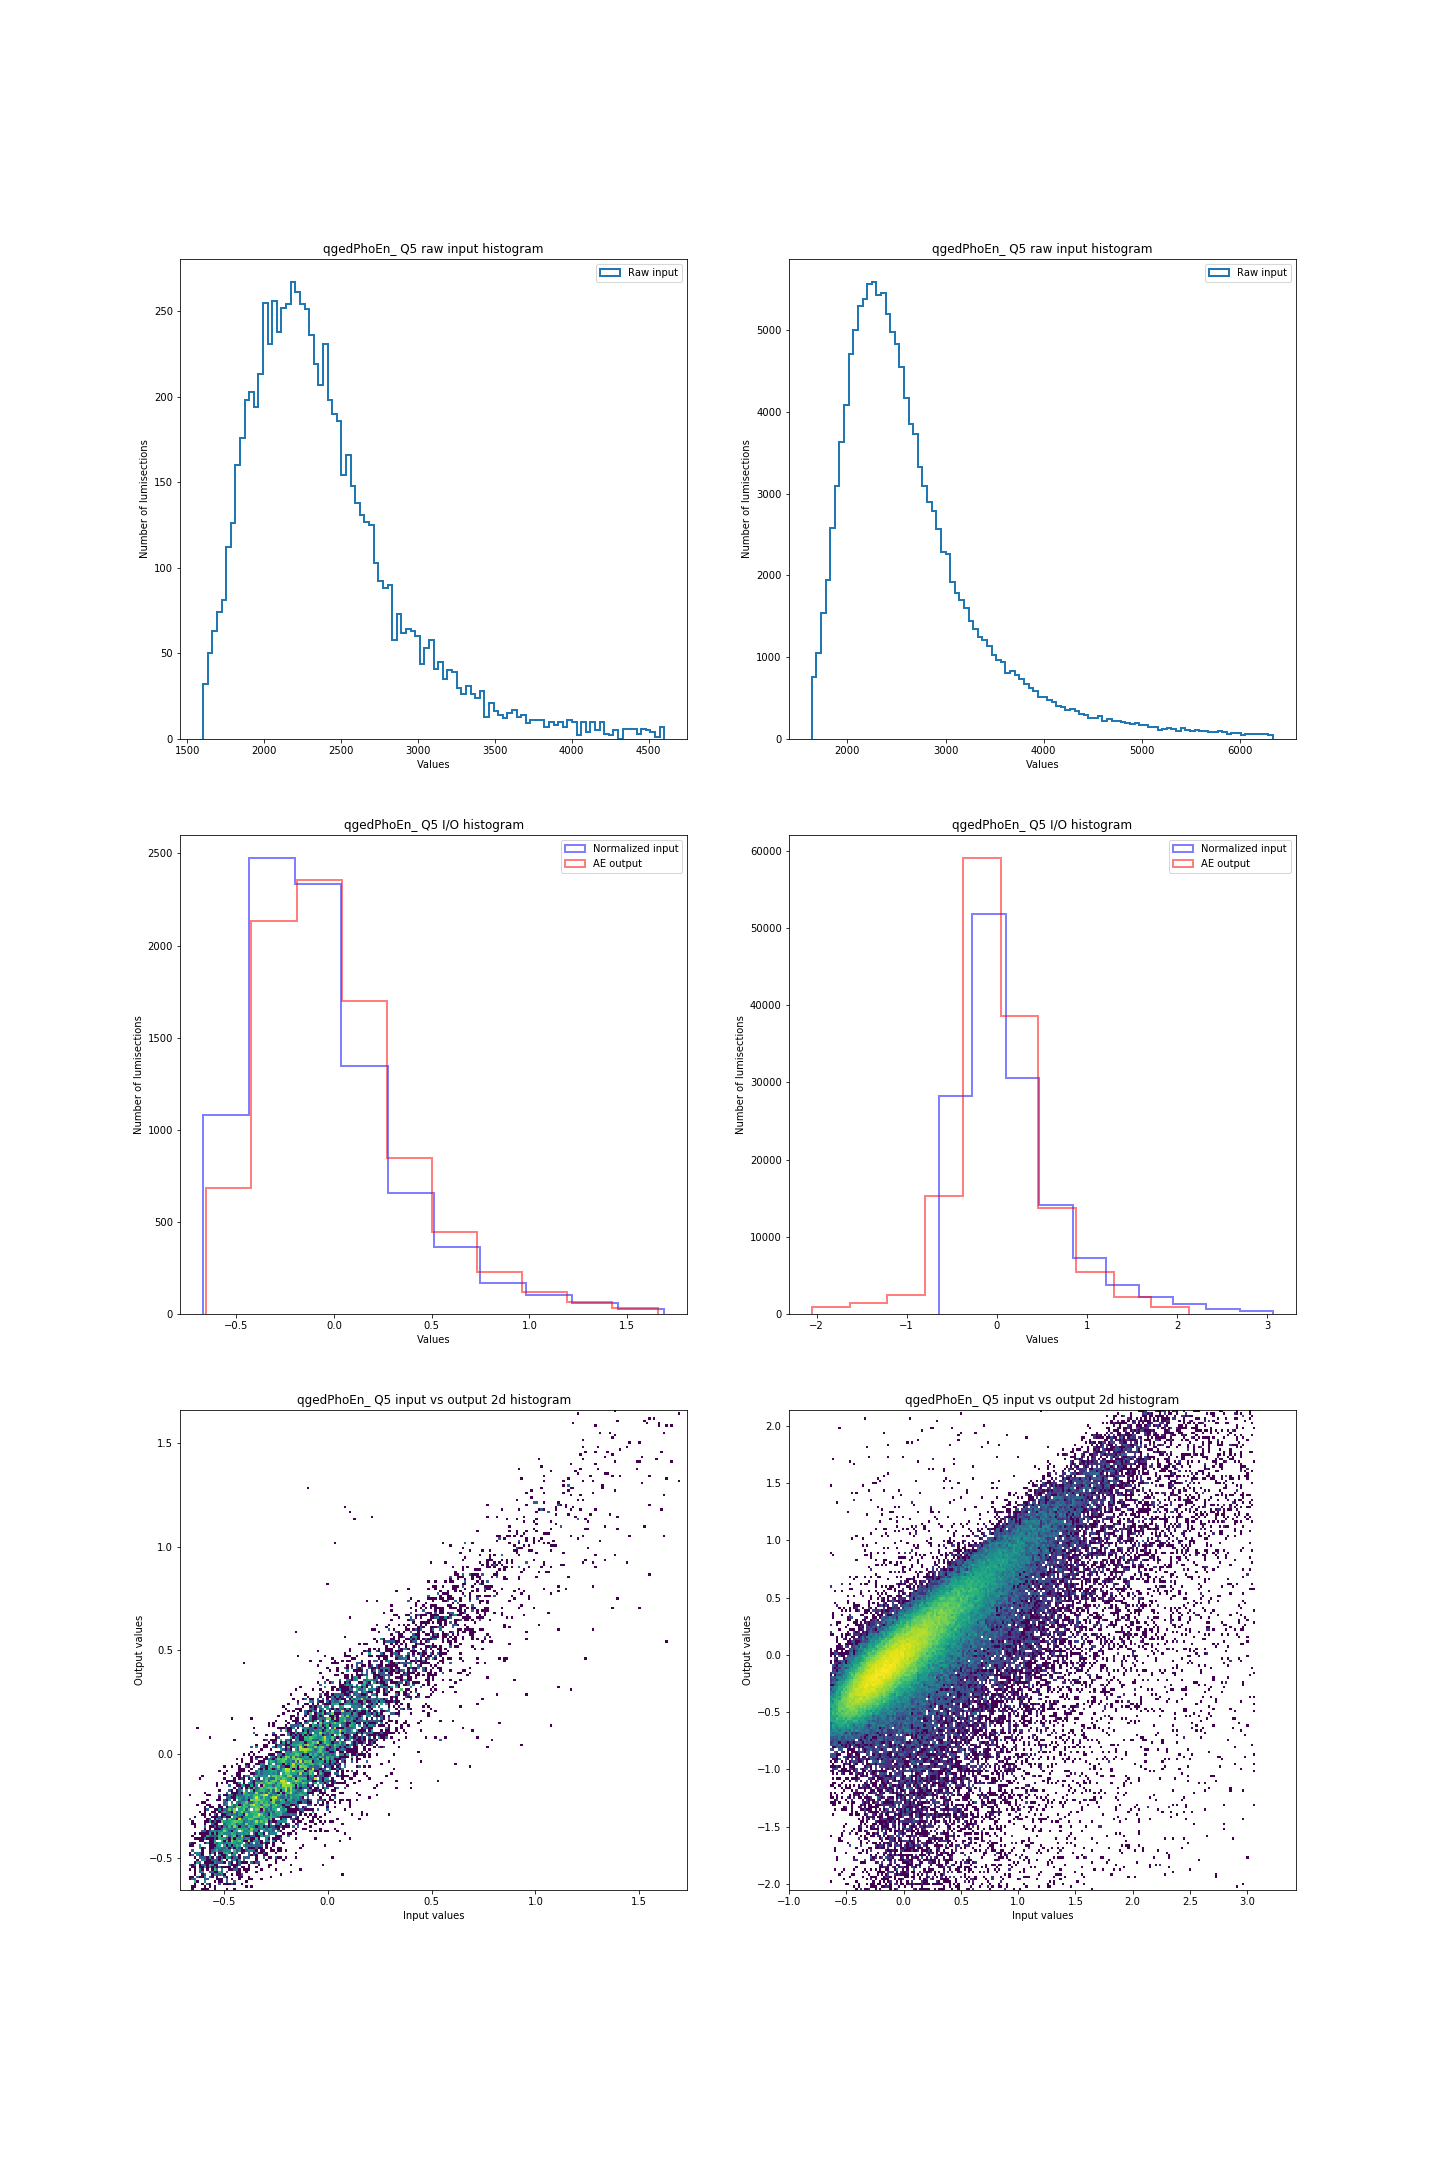 qgedPhoEn_ Q5 raw input histogram
Raw input
250
200
150
100
50
0
Number of lumisections
1500 2000 2500 3000 3500 4000 4500
Values
qgedPhoEn_ Q5 raw input histogram
Raw input
5000
4000
3000
2000
1000
0
Number of lumisections
2000 3000 4000 5000 6000
Values
qgedPhoEn_ Q5 I/O histogram
Normalized input
AE output
2500
2000
1500
1000
500
0
Number of lumisections
−0.5 0.0 0.5 1.0 1.5
Values
qgedPhoEn_ Q5 I/O histogram
Normalized input
AE output
60000
50000
40000
30000
20000
10000
0
Number of lumisections
−2 −1 0 1 2 3
Values
qgedPhoEn_ Q5 input vs output 2d histogram
1.5
1.0
0.5
0.0
−0.5
Output values
−0.5 0.0 0.5 1.0 1.5
Input values
qgedPhoEn_ Q5 input vs output 2d histogram
2.0
1.5
1.0
0.5
0.0
−0.5
−1.0
−1.5
−2.0
Output values
−1.0 −0.5 0.0 0.5 1.0 1.5 2.0 2.5 3.0
Input values